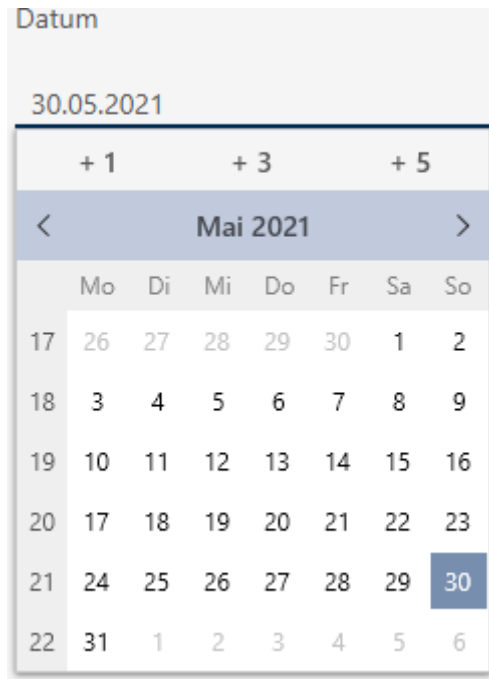 Datum
30.05.2021
+ 1 + 3 + 5
< Mai 2021 >
Mo Di Mi Do Fr Sa So
17 26 27 28 29 30 1 2
18 3 4 5 6 7 8 9
19 10 11 12 13 14 15 16
20 17 18 19 20 21 22 23
21 24 25 26 27 28 29 30
22 31 1 2 3 4 5 6